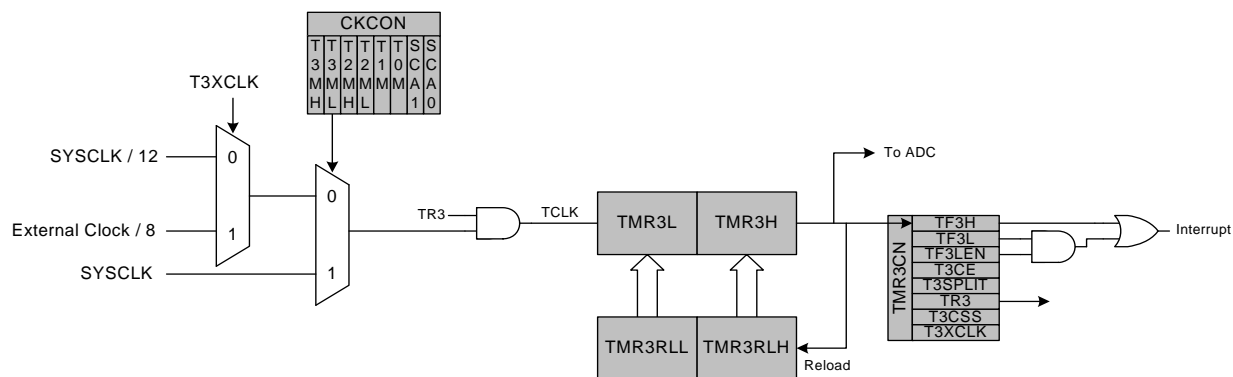 CKCON
T3MH
T3ML
T2MH
T2ML
T1M
T0M
SCA1
SCA0
T3XCLK
SYSCLK / 12
0
External Clock / 8
1
SYSCLK
0
1
TR3
TCLK
TMR3L
TMR3H
To ADC
TMR3RLL
TMR3RLH
Reload
TMR3CN
TF3H
TF3L
TF3LEN
T3CE
T3SPLIT
TR3
T3CSS
T3XCLK
Interrupt